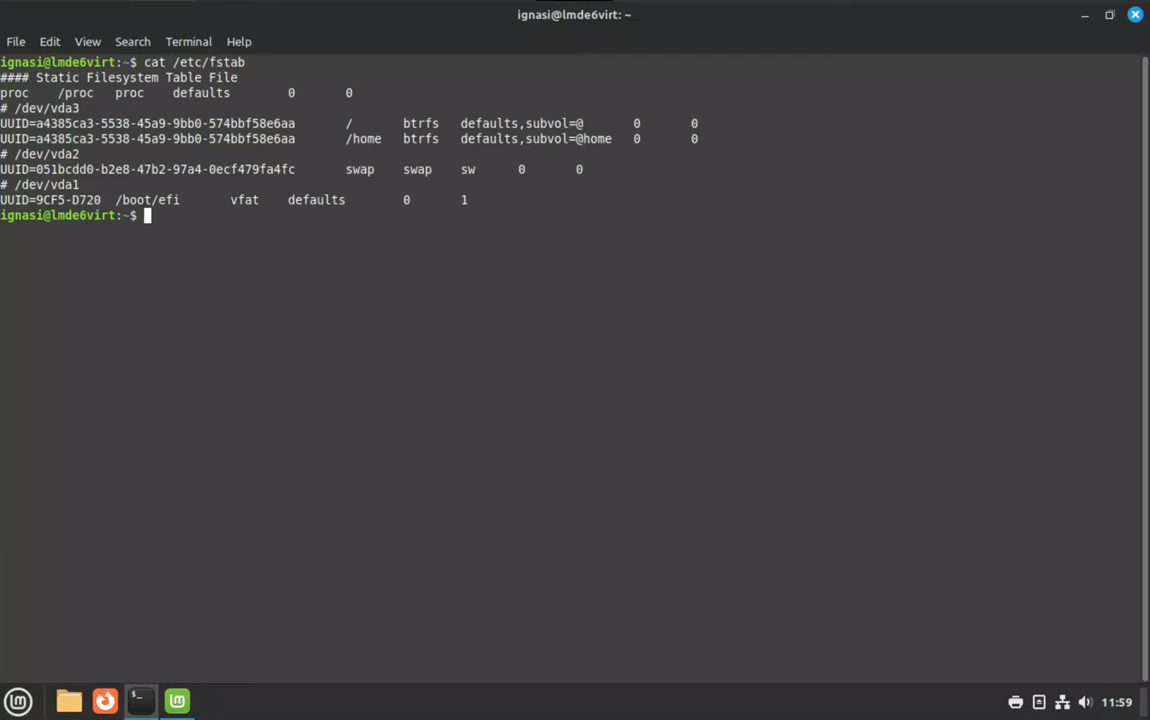 ignasi@lmde6virt: ~
File Edit View Search Terminal Help
ignasi@lmde6virt:~$ cat /etc/fstab
#### Static Filesystem Table File
proc /proc proc defaults 0 0
# /dev/vda3
UUID=a4385ca3-5538-45a9-9bb0-574bbf58e6aa / btrfs defaults,subvol=@ 0 0
UUID=a4385ca3-5538-45a9-9bb0-574bbf58e6aa /home btrfs defaults,subvol=@home 0 0
# /dev/vda2
UUID=051bcdd0-b2e8-47b2-97a4-0ecf479fa4fc swap swap sw 0 0
# /dev/vda1
UUID=9CF5-D720 /boot/efi vfat defaults 0 1
ignasi@lmde6virt:~$
11:59